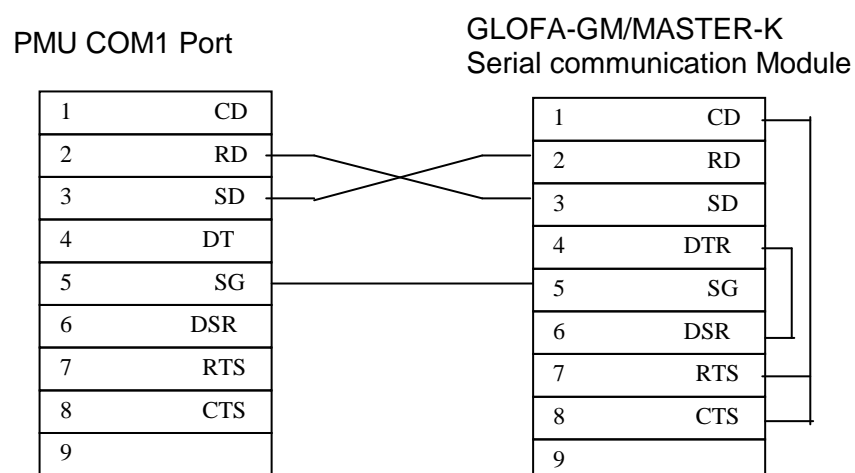 PMU COM1 Port
GLOFA-GM/MASTER-K
Serial communication Module
1 CD
2 RD
3 SD
4 DT
5 SG
6 DSR
7 RTS
8 CTS
9
1 CD
2 RD
3 SD
4 DTR
5 SG
6 DSR
7 RTS
8 CTS
9